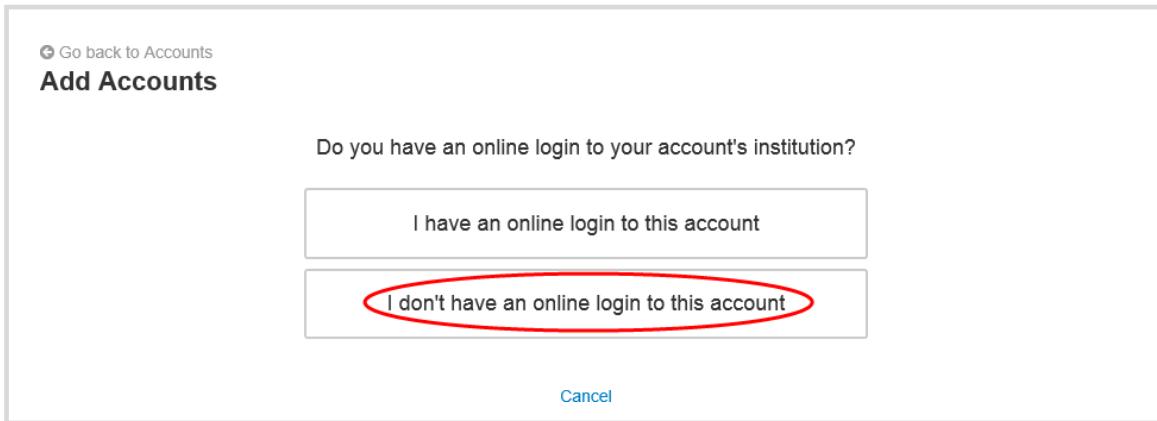 Go back to Accounts
Add Accounts
Do you have an online login to your account's institution?
I have an online login to this account
I don't have an online login to this account
Cancel